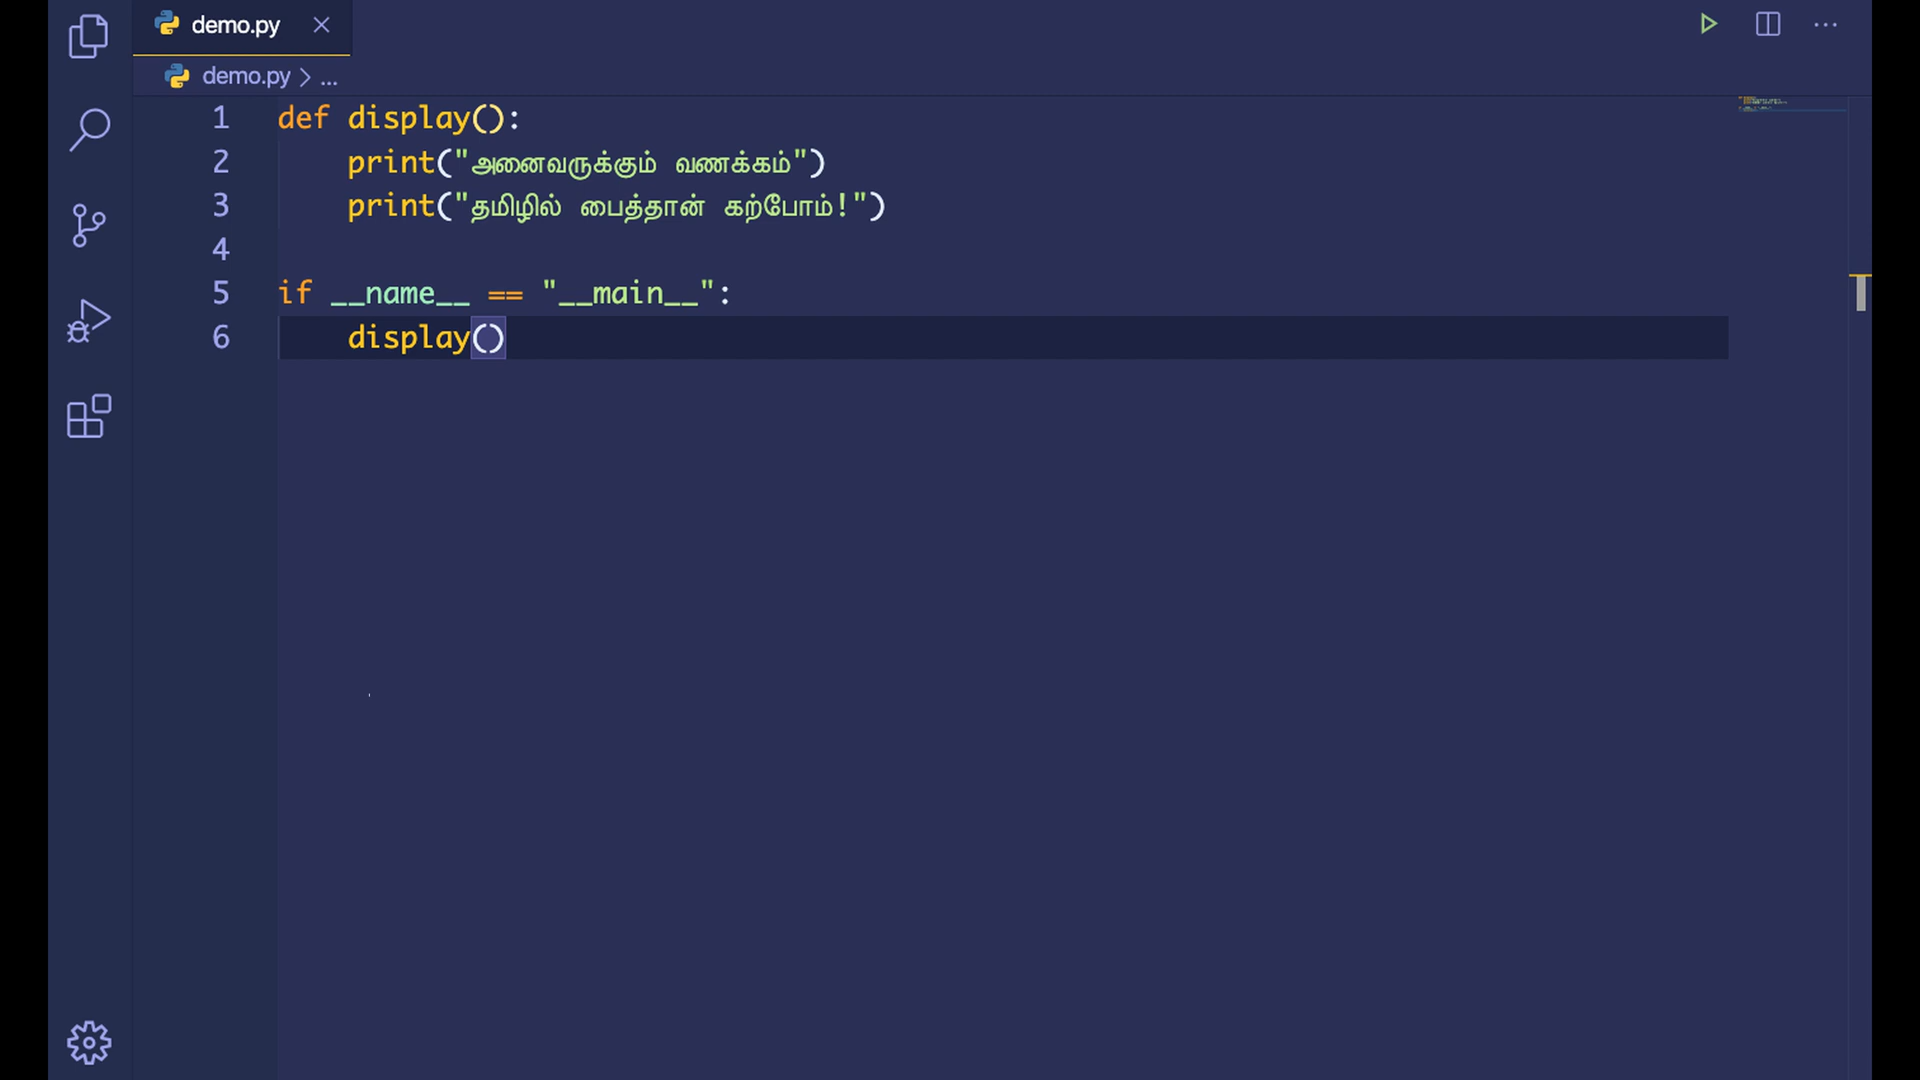 demo.py
demo.py > ...
1 def display():
2     print("அனைவருக்கும் வணக்கம்")
3     print("தமிழில் பைத்தான் கற்போம்!")
4
5 if __name__ == "__main__":
6     display()